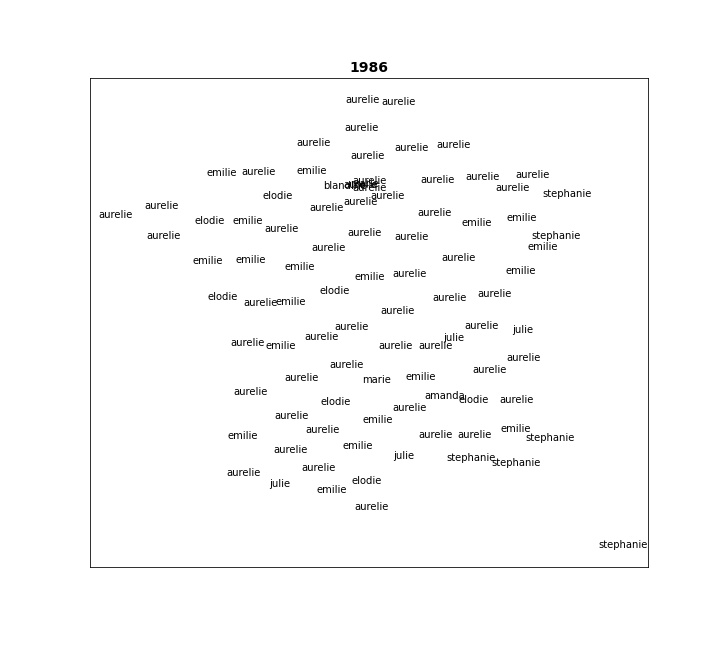 1986
aurelie aurelie
aurelie
aurelie aurelie aurelie
aurelie
emilie aurelie emilie
aurelie aurelie aurelie aurelie
aurelie aurelie
elodie aurelie stephanie
aurelie aurelie aurelie
aurelie aurelie
elodie emilie emilie emilie
aurelie
aurelie aurelie aurelie stephanie
aurelie emilie
emilie emilie aurelie
emilie emilie
emilie aurelie
elodie elodie aurelie aurelie
aurelie emilie
aurelie
aurelie aurelie julie
aurelie julie
aurelie emilie aurelie aurelie
aurelie
aurelie aurelie
aurelie marie emilie
aurelie amanda
elodie elodie aurelie
aurelie
aurelie emilie
emilie aurelie aurelie aurelie emilie
stephanie
aurelie emilie
julie stephanie
aurelie aurelie stephanie
julie emilie elodie
aurelie
stephanie